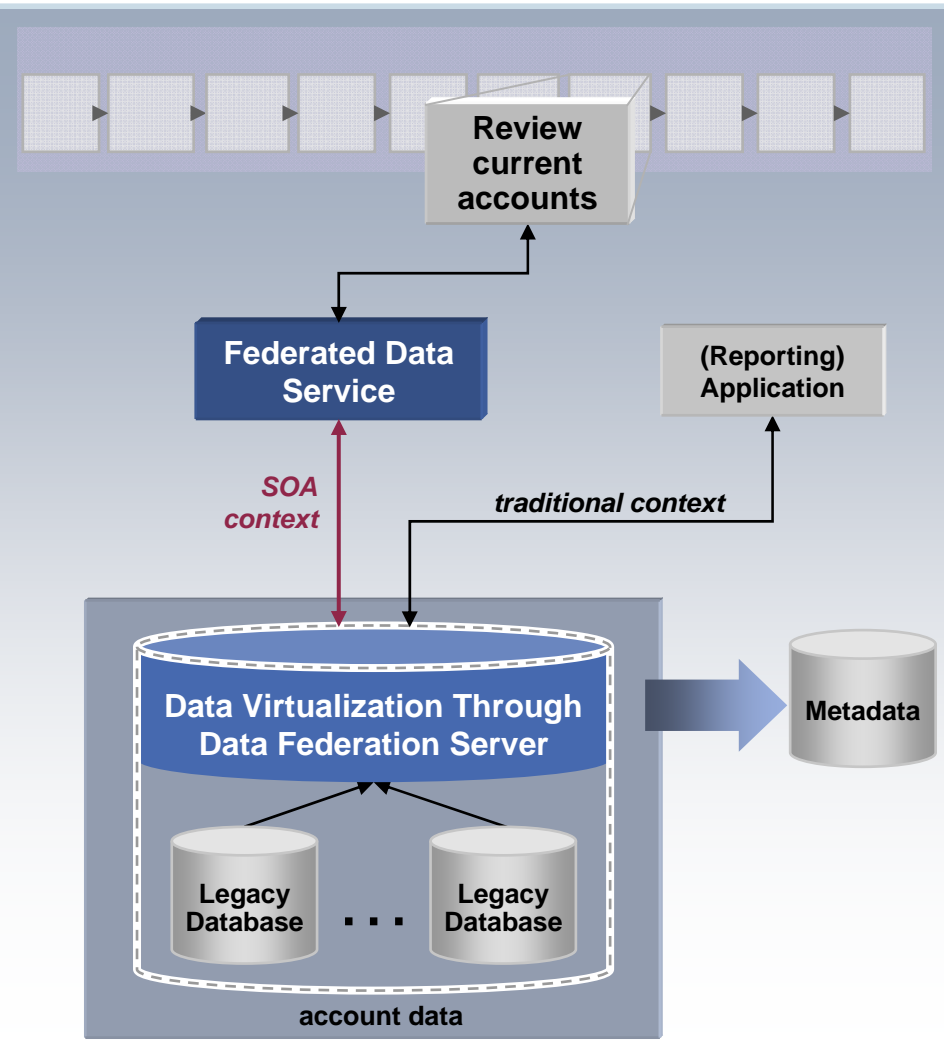 Review
current
accounts
Federated Data
Service
(Reporting)
Application
SOA
context
traditional context
Data Virtualization Through
Data Federation Server
Metadata
Legacy
Database
. . .
Legacy
Database
account data